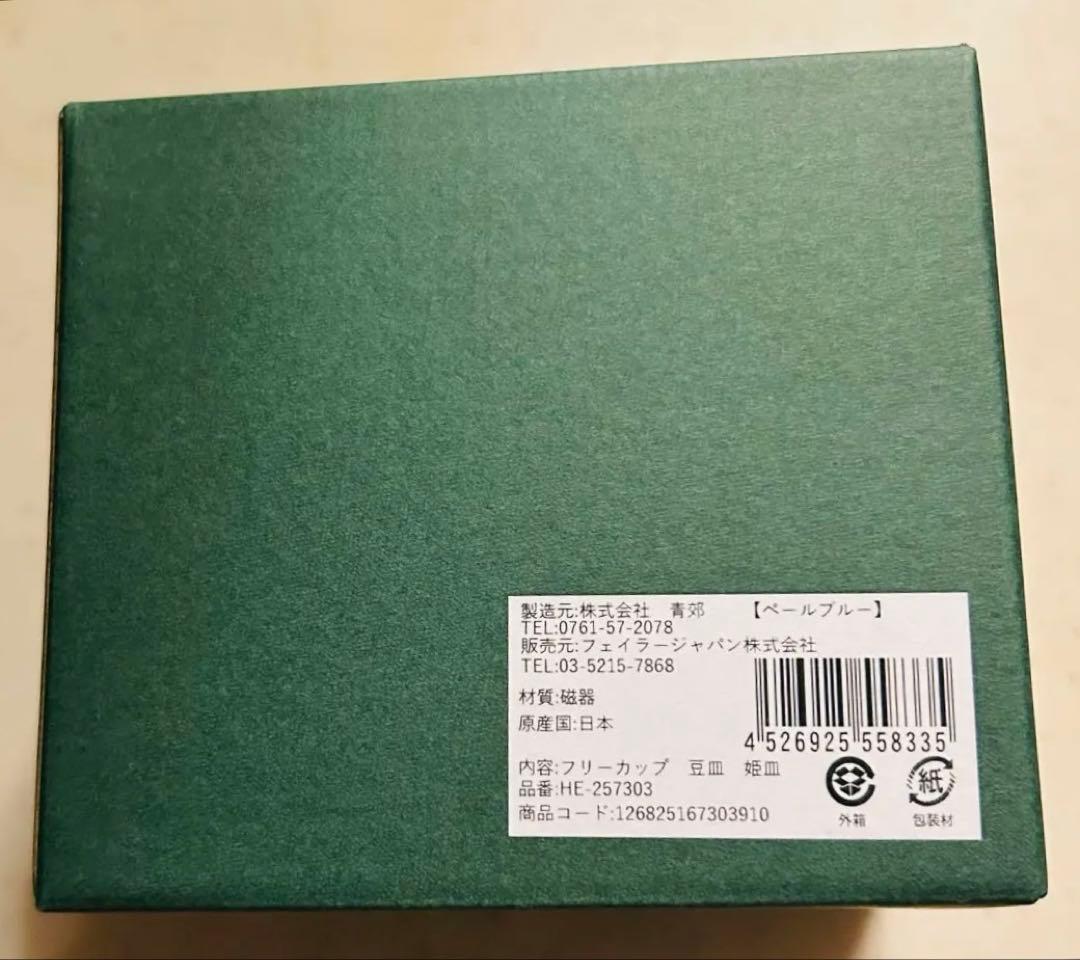 製造元:株式会社　青郊　【ペールブルー】
TEL:0761-57-2078
販売元:フェイラージャパン株式会社
TEL:03-5215-7868
材質:磁器
原産国:日本
4 526925 558335
内容:フリーカップ　豆皿　姫皿
品番:HE-257303
商品コード:126825167303910
紙
外箱
包装材